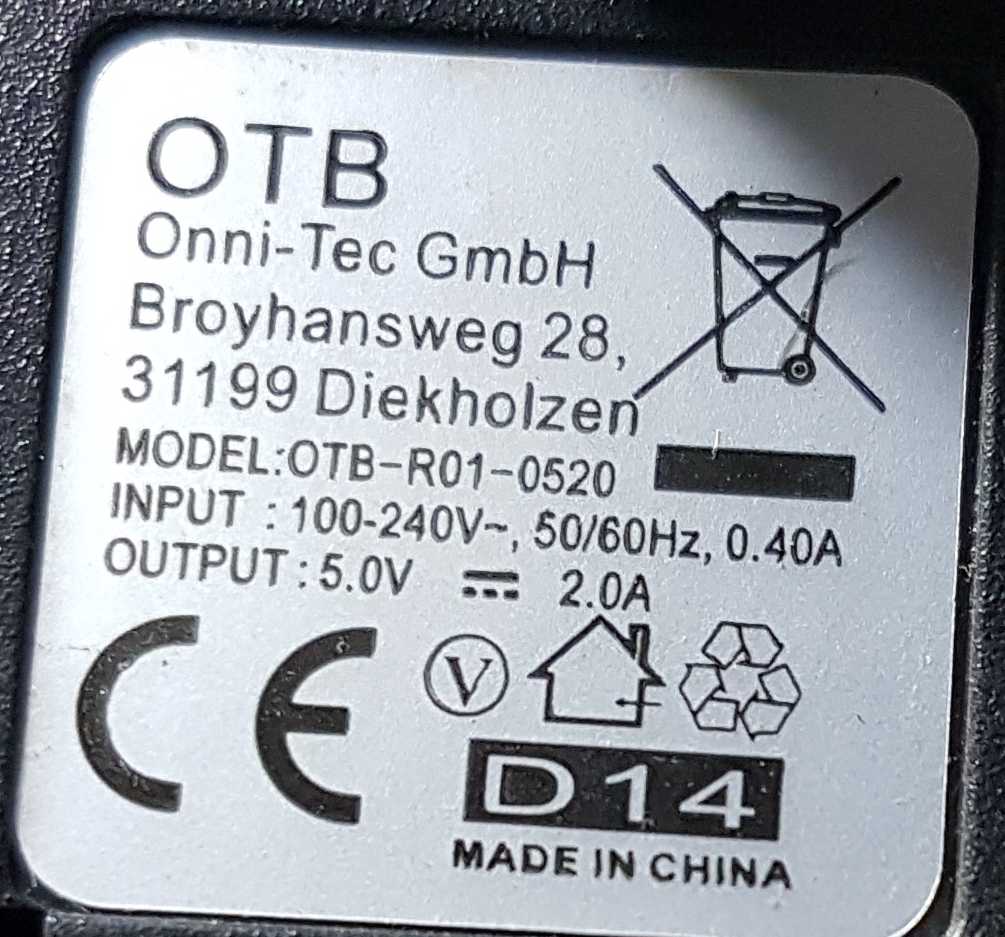 OTB
Onni-Tec GmbH
Broyhansweg 28,
31199 Diekholzen
MODEL:OTB-R01-0520
INPUT : 100-240V~, 50/60Hz, 0.40A
OUTPUT : 5.0V ⎓ 2.0A
CE
V
D14
MADE IN CHINA